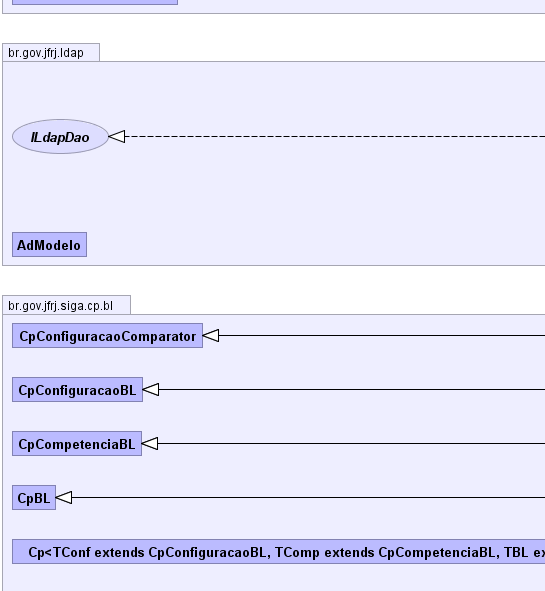 br.gov.jfrj.ldap
ILdapDao
AdModelo
br.gov.jfrj.siga.cp.bl
CpConfiguracaoComparator
CpConfiguracaoBL
CpCompetenciaBL
CpBL
Cp<TConf extends CpConfiguracaoBL, TComp extends CpCompetenciaBL, TBL ex